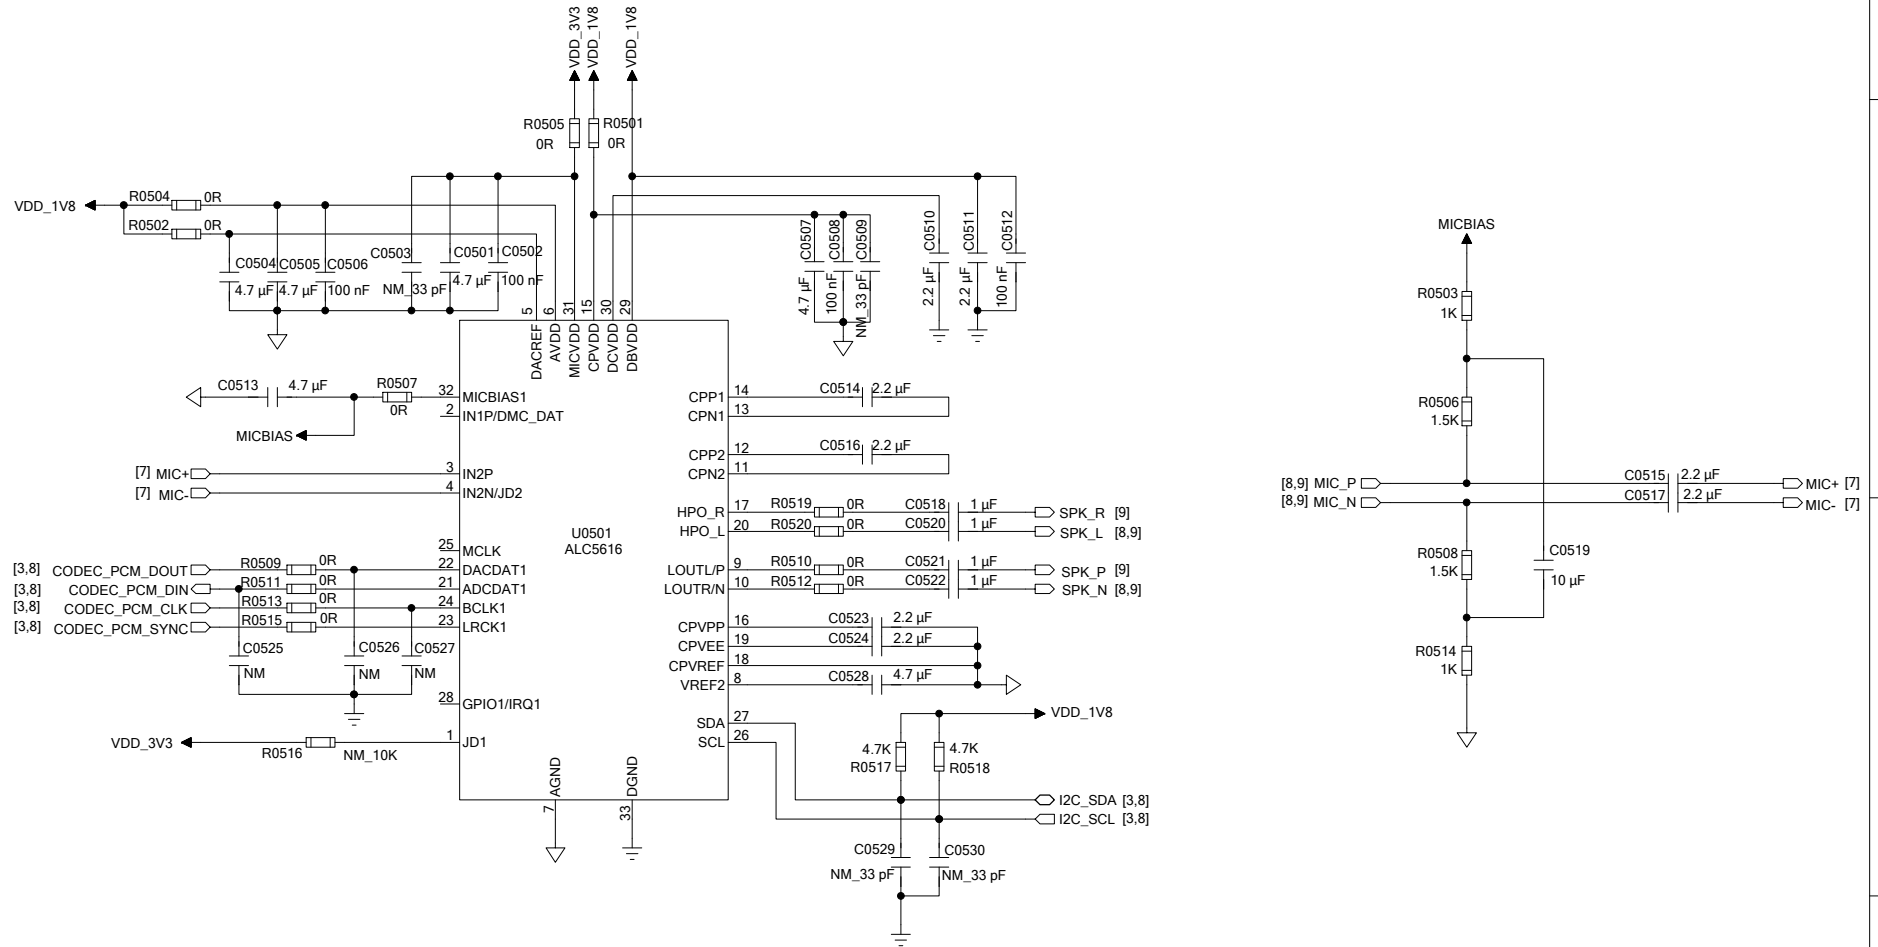 VDD_3V3
VDD_1V8
VDD_1V8
R0505
0R
R0501
0R
VDD_1V8
R0504
0R
R0502
0R
C0504
4.7 µF
C0505
4.7 µF
C0506
100 nF
C0503
NM_33 pF
C0501
4.7 µF
C0502
100 nF
C0507
4.7 µF
C0508
100 nF
C0509
NM_33 pF
C0510
2.2 µF
C0511
2.2 µF
C0512
100 nF
5
6
31
15
30
29
DACREF
AVDD
MICVDD
CPVDD
DCVDD
DBVDD
C0513
4.7 µF
R0507
0R
MICBIAS
32
MICBIAS1
2
IN1P/DMC_DAT
[7] MIC+
3
IN2P
[7] MIC-
4
IN2N/JD2
U0501
ALC5616
25
MCLK
[3,8] CODEC_PCM_DOUT
R0509
0R
22
DACDAT1
[3,8] CODEC_PCM_DIN
R0511
0R
21
ADCDAT1
[3,8] CODEC_PCM_CLK
R0513
0R
24
BCLK1
[3,8] CODEC_PCM_SYNC
R0515
0R
23
LRCK1
C0525
NM
C0526
NM
C0527
NM
28
GPIO1/IRQ1
VDD_3V3
R0516
NM_10K
1
JD1
AGND
7
DGND
33
CPP1
14
C0514
2.2 µF
CPN1
13
CPP2
12
C0516
2.2 µF
CPN2
11
HPO_R
17
R0519
0R
C0518
1 µF
SPK_R [9]
HPO_L
20
R0520
0R
C0520
1 µF
SPK_L [8,9]
LOUTL/P
9
R0510
0R
C0521
1 µF
SPK_P [9]
LOUTR/N
10
R0512
0R
C0522
1 µF
SPK_N [8,9]
CPVPP
16
C0523
2.2 µF
CPVEE
19
C0524
2.2 µF
CPVREF
18
VREF2
8
C0528
4.7 µF
SDA
27
SCL
26
VDD_1V8
4.7K
R0517
4.7K
R0518
I2C_SDA [3,8]
I2C_SCL [3,8]
C0529
NM_33 pF
C0530
NM_33 pF
MICBIAS
R0503
1K
R0506
1.5K
[8,9] MIC_P
C0515
2.2 µF
MIC+ [7]
[8,9] MIC_N
C0517
2.2 µF
MIC- [7]
R0508
1.5K
C0519
10 µF
R0514
1K